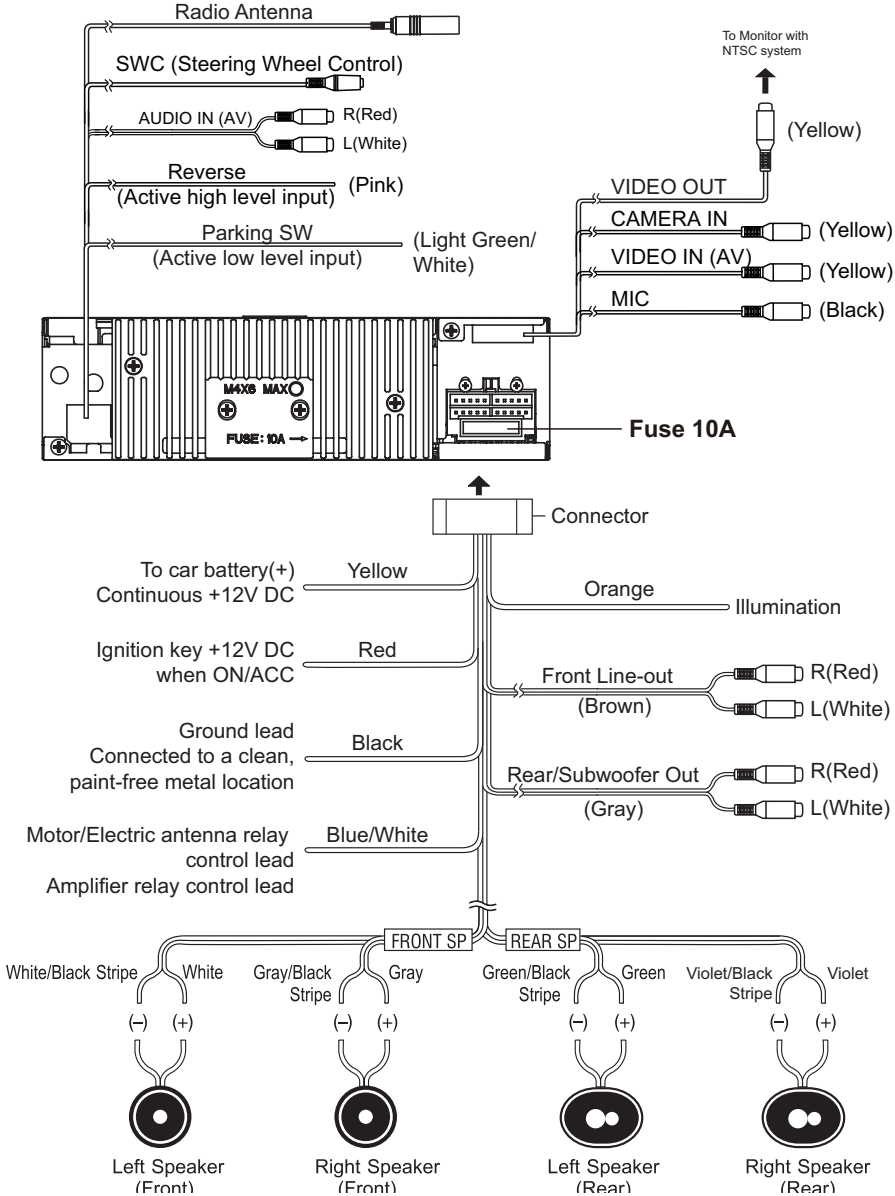 Radio Antenna
SWC (Steering Wheel Control)
AUDIO IN (AV)
R(Red)
L(White)
Reverse
(Active high level input)
(Pink)
Parking SW
(Active low level input)
(Light Green/
White)
To Monitor with
NTSC system
(Yellow)
VIDEO OUT
CAMERA IN
(Yellow)
VIDEO IN (AV)
(Yellow)
MIC
(Black)
M4X6 MAX
FUSE: 10A
Fuse 10A
Connector
To car battery(+)
Continuous +12V DC
Yellow
Ignition key +12V DC
when ON/ACC
Red
Ground lead
Connected to a clean,
paint-free metal location
Black
Motor/Electric antenna relay
control lead
Amplifier relay control lead
Blue/White
Orange
Illumination
Front Line-out
(Brown)
R(Red)
L(White)
Rear/Subwoofer Out
(Gray)
R(Red)
L(White)
FRONT SP
REAR SP
White/Black Stripe
White
Gray/Black
Stripe
Gray
Green/Black
Stripe
Green
Violet/Black
Stripe
Violet
(–) (+)
(–) (+)
(–) (+)
(–) (+)
Left Speaker
(Front)
Right Speaker
(Front)
Left Speaker
(Rear)
Right Speaker
(Rear)